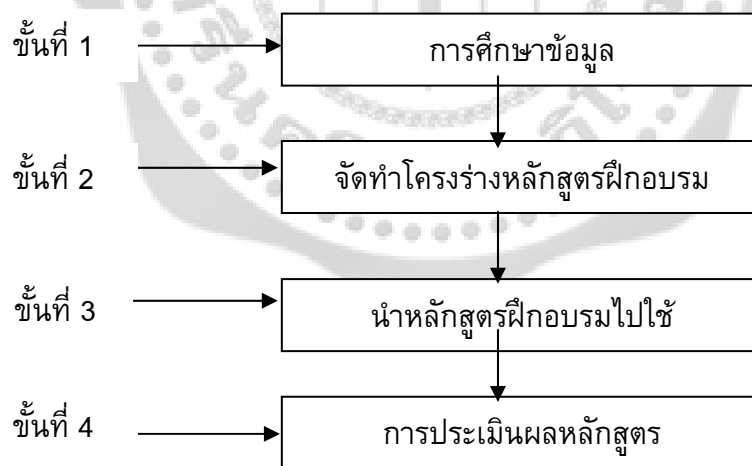 ขั้นที่ 1 การศึกษาข้อมูล
ขั้นที่ 2 จัดทำโครงร่างหลักสูตรฝึกอบรม
ขั้นที่ 3 นำหลักสูตรฝึกอบรมไปใช้
ขั้นที่ 4 การประเมินผลหลักสูตร